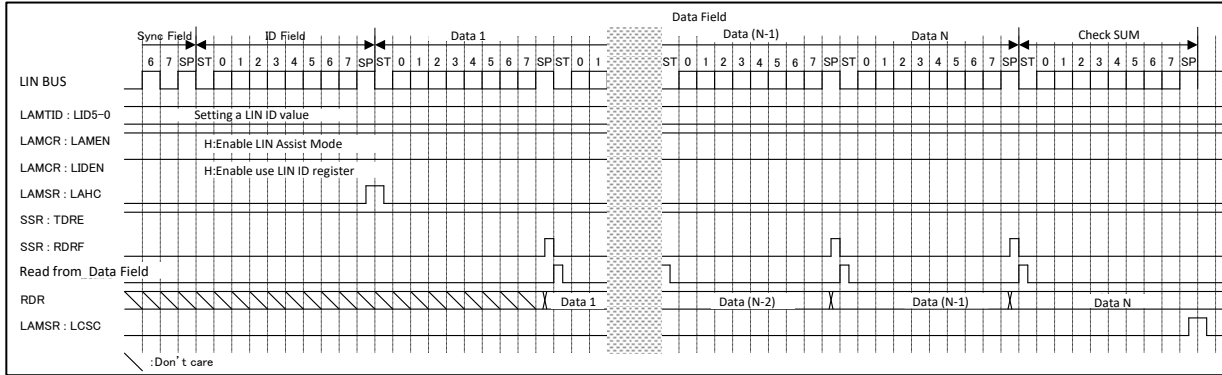 Data Field
Sync Field ID Field Data 1 Data (N-1) Data N Check SUM
6 7 SP ST 0 1 2 3 4 5 6 7 SP ST 0 1 2 3 4 5 6 7 SP ST 0 1 ST 0 1 2 3 4 5 6 7 SP ST 0 1 2 3 4 5 6 7 SP ST 0 1 2 3 4 5 6 7 SP
LIN BUS
LAMTID : LID5-0 Setting a LIN ID value
LAMCR : LAMEN H:Enable LIN Assist Mode
LAMCR : LIDEN H:Enable use LIN ID register
LAMSR : LAHC
SSR : TDRE
SSR : RDRF
Read from Data Field
RDR Data 1 Data (N-2) Data (N-1) Data N
LAMSR : LCSC
:Don't care